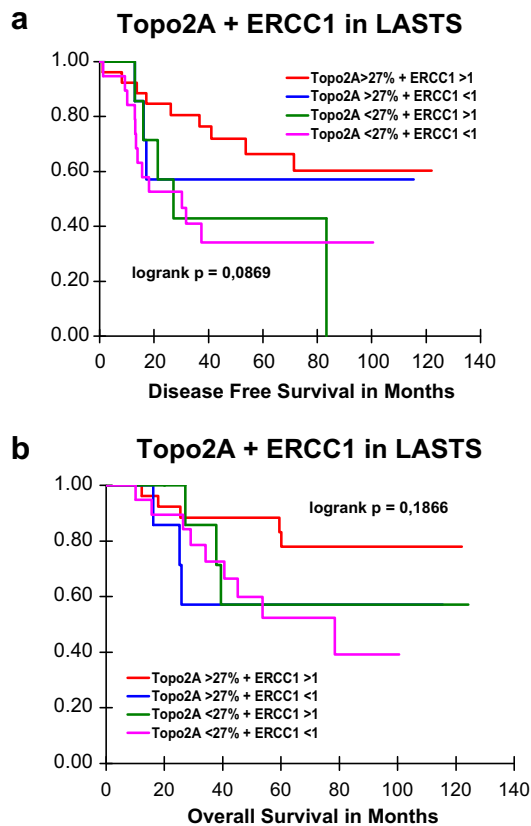 a
Topo2A + ERCC1 in LASTS
1.00
0.80
0.60
0.40
0.20
0.00
Topo2A>27% + ERCC1 >1
Topo2A >27% + ERCC1 <1
Topo2A <27% + ERCC1 >1
Topo2A <27% + ERCC1 <1
logrank p = 0,0869
0 20 40 60 80 100 120 140
Disease Free Survival in Months
b
Topo2A + ERCC1 in LASTS
1.00
0.80
0.60
0.40
0.20
0.00
logrank p = 0,1866
Topo2A >27% + ERCC1 >1
Topo2A >27% + ERCC1 <1
Topo2A <27% + ERCC1 >1
Topo2A <27% + ERCC1 <1
0 20 40 60 80 100 120 140
Overall Survival in Months